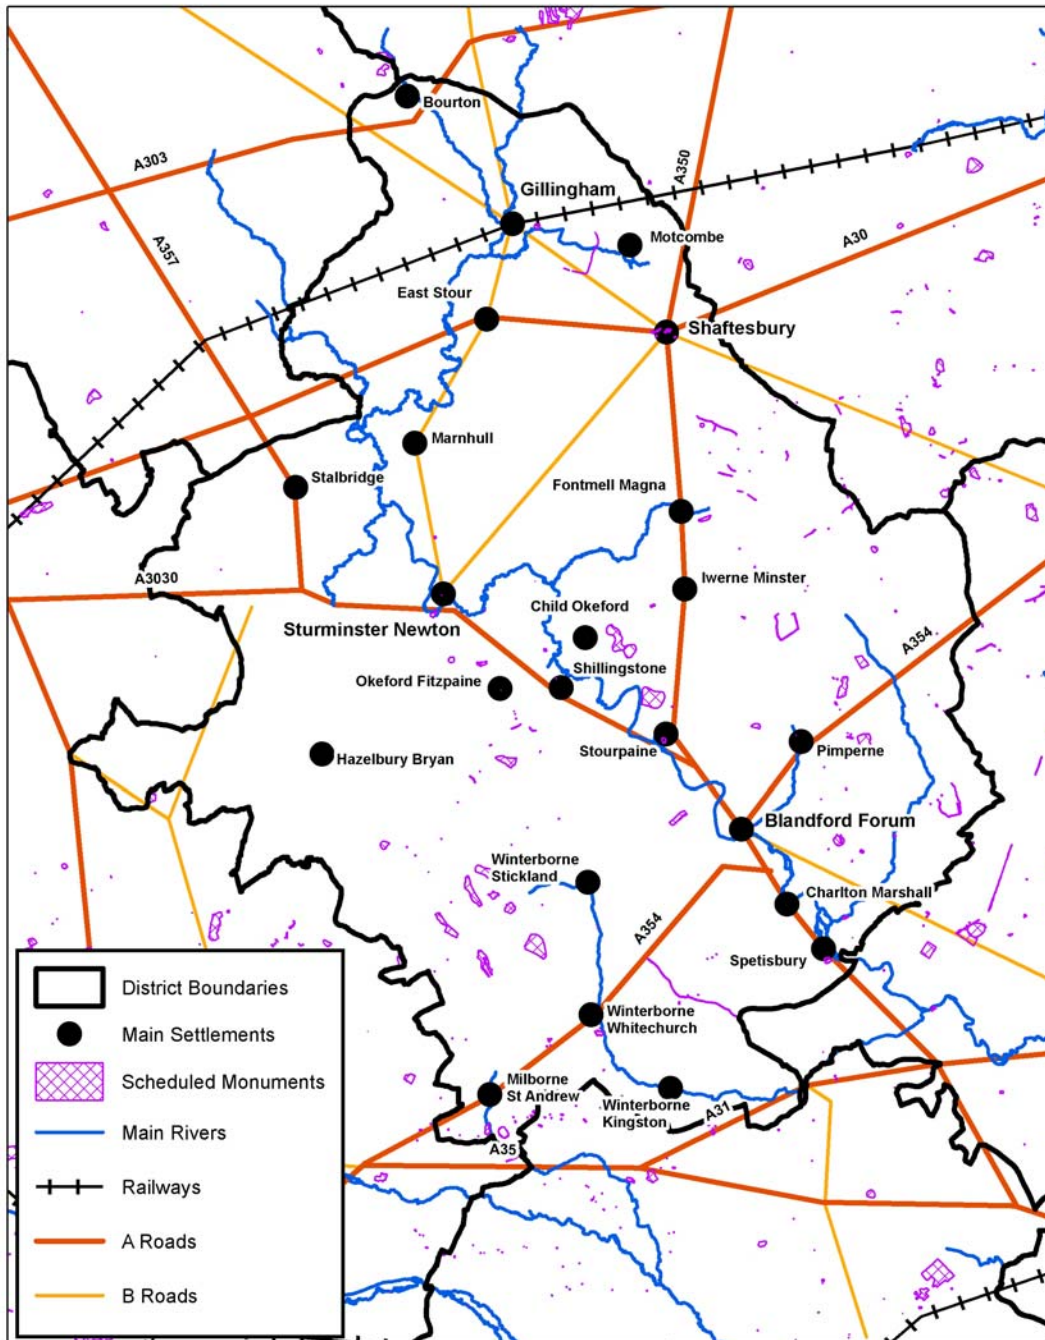 Bourton
A303
A350
Gillingham
Motcombe
A357
A30
East Stour
Shaftesbury
Marnhull
Stalbridge
Fontmell Magna
A3030
Iwerne Minster
Child Okeford
Sturminster Newton
A354
Shillingstone
Okeford Fitzpaine
Stourpaine
Pimperne
Hazelbury Bryan
Blandford Forum
Winterborne
Stickland
Charlton Marshall
A354
Spetisbury
Winterborne
Whitechurch
Milborne
St Andrew
Winterborne
Kingston
A31
A35
District Boundaries
Main Settlements
Scheduled Monuments
Main Rivers
Railways
A Roads
B Roads